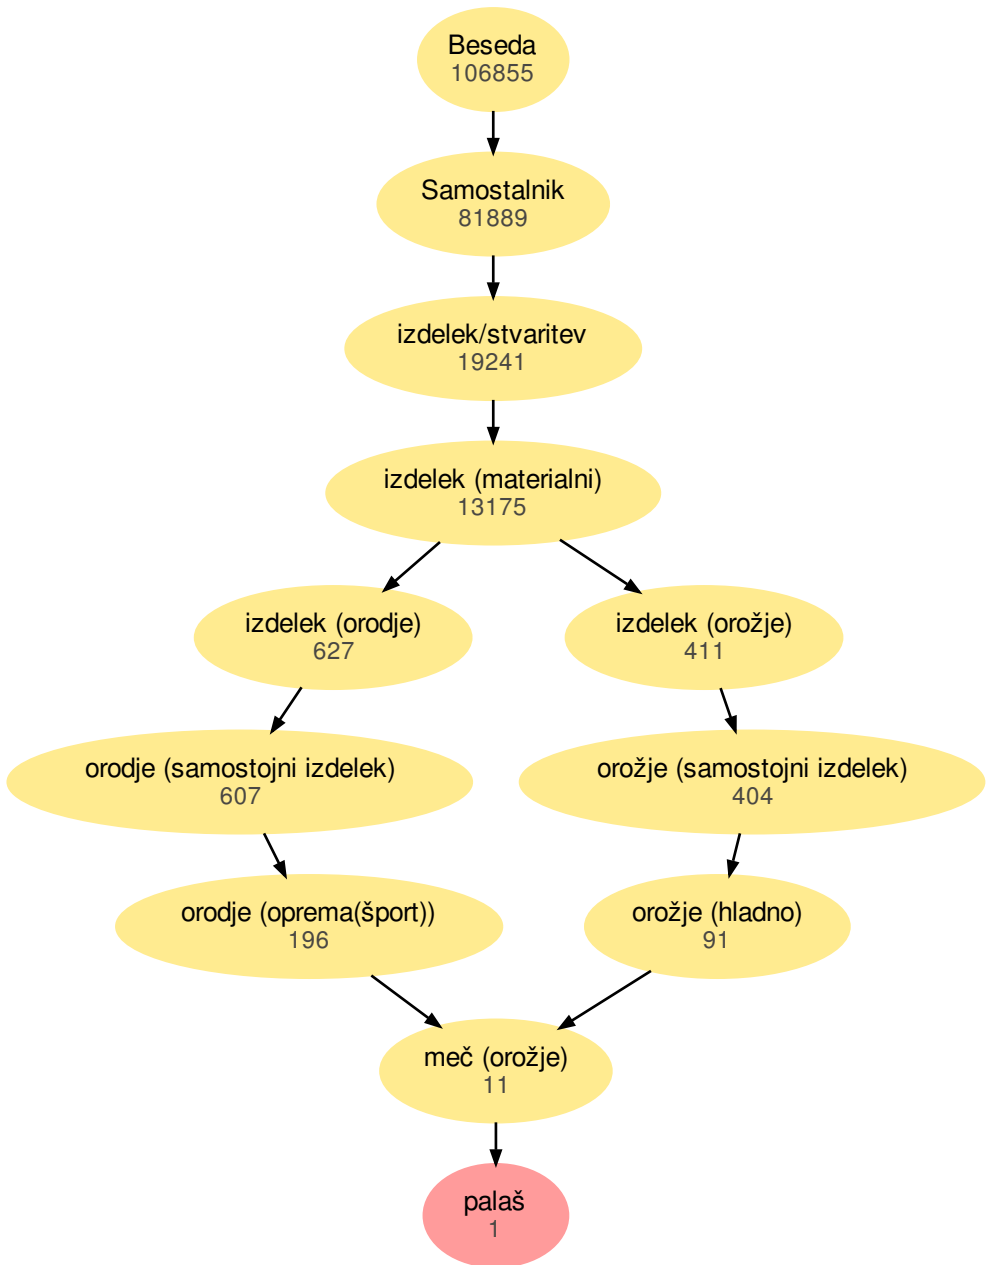 Beseda
106855
Samostalnik
81889
izdelek/stvaritev
19241
izdelek (materialni)
13175
izdelek (orodje)
627
izdelek (orožje)
411
orodje (samostojni izdelek)
607
orožje (samostojni izdelek)
404
orodje (oprema(šport))
196
orožje (hladno)
91
meč (orožje)
11
palaš
1